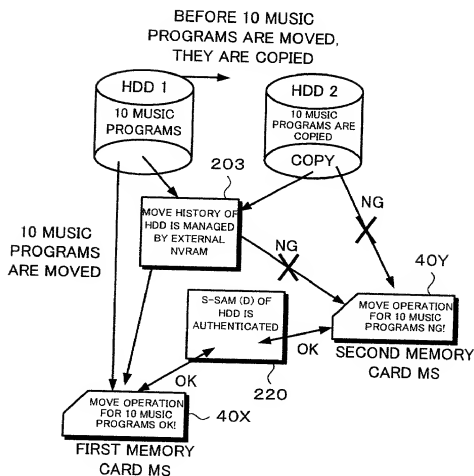 BEFORE 10 MUSIC
PROGRAMS ARE MOVED,
THEY ARE COPIED
HDD 1
10 MUSIC
PROGRAMS
HDD 2
10 MUSIC
PROGRAMS ARE
COPIED
COPY
203
MOVE HISTORY OF
HDD IS MANAGED
BY EXTERNAL
NVRAM
NG
NG
10 MUSIC
PROGRAMS
ARE MOVED
40Y
MOVE OPERATION
FOR 10 MUSIC
PROGRAMS NG!
S-SAM (D) OF
HDD IS
AUTHENTICATED
OK
SECOND MEMORY
CARD MS
OK
220
MOVE OPERATION
FOR 10 MUSIC
PROGRAMS OK!
40X
FIRST MEMORY
CARD MS